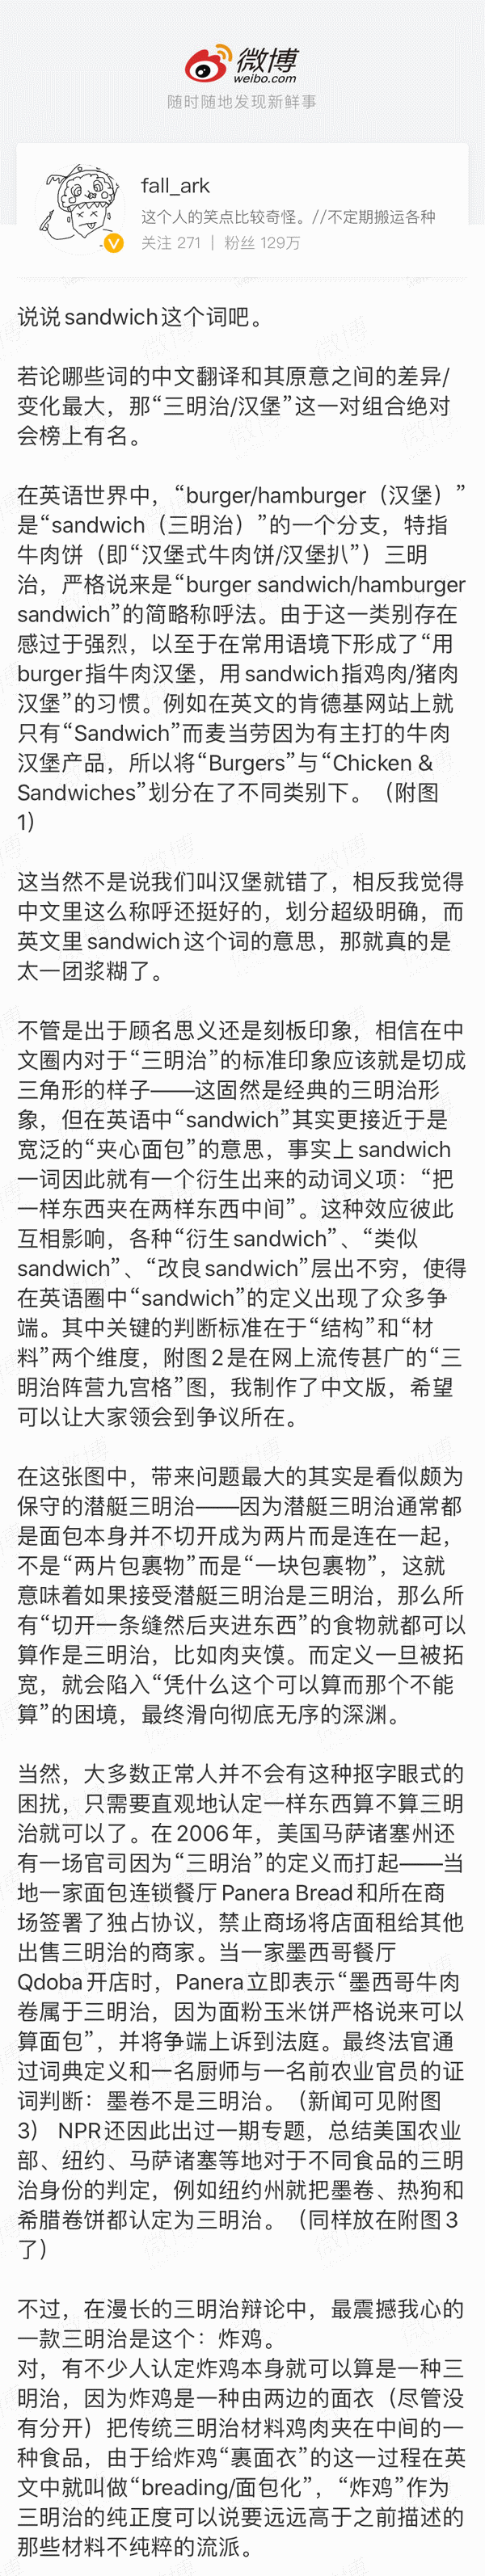 微博
weibo.com
随时随地发现新鲜事
fall_ark
这个人的笑点比较奇怪。//不定期搬运各种
关注 271 | 粉丝 129万
说说sandwich这个词吧。
若论哪些词的中文翻译和其原意之间的差异/
变化最大，那“三明治/汉堡”这一对组合绝对
会榜上有名。
在英语世界中，“burger/hamburger（汉堡）”
是“sandwich（三明治）”的一个分支，特指
牛肉饼（即“汉堡式牛肉饼/汉堡扒”）三明
治，严格说来是“burger sandwich/hamburger
sandwich”的简略称呼法。由于这一类别存在
感过于强烈，以至于在常用语境下形成了“用
burger指牛肉汉堡，用sandwich指鸡肉/猪肉
汉堡”的习惯。例如在英文的肯德基网站上就
只有“Sandwich”而麦当劳因为有主打的牛肉
汉堡产品，所以将“Burgers”与“Chicken &
Sandwiches”划分在了不同类别下。（附图
1）
这当然不是说我们叫汉堡就错了，相反我觉得
中文里这么称呼还挺好的，划分超级明确，而
英文里sandwich这个词的意思，那就真的是
太一团浆糊了。
不管是出于顾名思义还是刻板印象，相信在中
文圈内对于“三明治”的标准印象应该就是切成
三角形的样子——这固然是经典的三明治形
象，但在英语中“sandwich”其实更接近于是
宽泛的“夹心面包”的意思，事实上sandwich
一词因此就有一个衍生出来的动词义项：“把
一样东西夹在两样东西中间”。这种效应彼此
互相影响，各种“衍生sandwich”、“类似
sandwich”、“改良sandwich”层出不穷，使得
在英语圈中“sandwich”的定义出现了众多争
端。其中关键的判断标准在于“结构”和“材
料”两个维度，附图2是在网上流传甚广的“三
明治阵营九宫格”图，我制作了中文版，希望
可以让大家领会到争议所在。
在这张图中，带来问题最大的其实是看似颇为
保守的潜艇三明治——因为潜艇三明治通常都
是面包本身并不切开成为两片而是连在一起，
不是“两片包裹物”而是“一块包裹物”，这就
意味着如果接受潜艇三明治是三明治，那么所
有“切开一条缝然后夹进东西”的食物就都可以
算作是三明治，比如肉夹馍。而定义一旦被拓
宽，就会陷入“凭什么这个可以算而那个不能
算”的困境，最终滑向彻底无序的深渊。
当然，大多数正常人并不会有这种抠字眼式的
困扰，只需要直观地认定一样东西算不算三明
治就可以了。在2006年，美国马萨诸塞州还
有一场官司因为“三明治”的定义而打起——当
地一家面包连锁餐厅Panera Bread和所在商
场签署了独占协议，禁止商场将店面租给其他
出售三明治的商家。当一家墨西哥餐厅
Qdoba开店时，Panera立即表示“墨西哥牛肉
卷属于三明治，因为面粉玉米饼严格说来可以
算面包”，并将争端上诉到法庭。最终法官通
过词典定义和一名厨师与一名前农业官员的证
词判断：墨卷不是三明治。（新闻可见附图
3） NPR还因此出过一期专题，总结美国农业
部、纽约、马萨诸塞等地对于不同食品的三明
治身份的判定，例如纽约州就把墨卷、热狗和
希腊卷饼都认定为三明治。（同样放在附图3
了）
不过，在漫长的三明治辩论中，最震撼我心的
一款三明治是这个：炸鸡。
对，有不少人认定炸鸡本身就可以算是一种三
明治，因为炸鸡是一种由两边的面衣（尽管没
有分开）把传统三明治材料鸡肉夹在中间的一
种食品，由于给炸鸡“裹面衣”的这一过程在英
文中就叫做“breading/面包化”，“炸鸡”作为
三明治的纯正度可以说要远远高于之前描述的
那些材料不纯粹的流派。